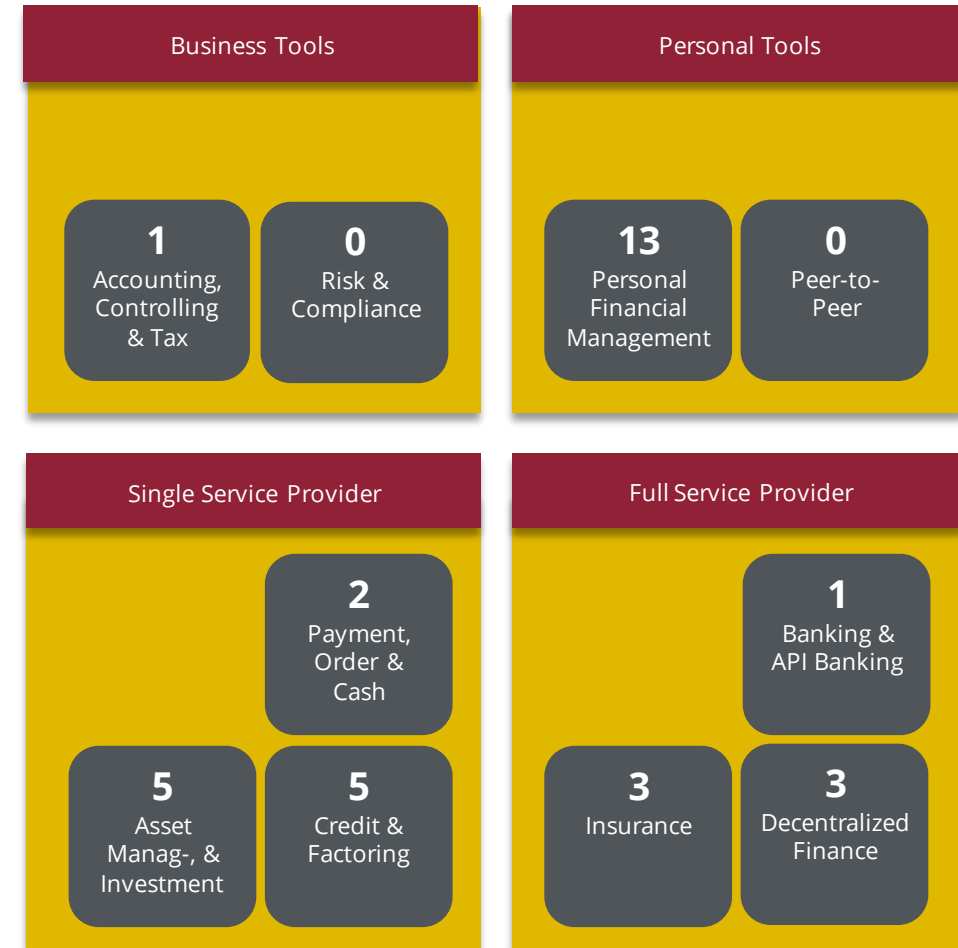 Business Tools
1
Accounting,
Controlling
& Tax
0
Risk &
Compliance
Personal Tools
13
Personal
Financial
Management
0
Peer-to-
Peer
Single Service Provider
2
Payment,
Order &
Cash
5
Asset
Manag-, &
Investment
5
Credit &
Factoring
Full Service Provider
1
Banking &
API Banking
3
Insurance
3
Decentralized
Finance